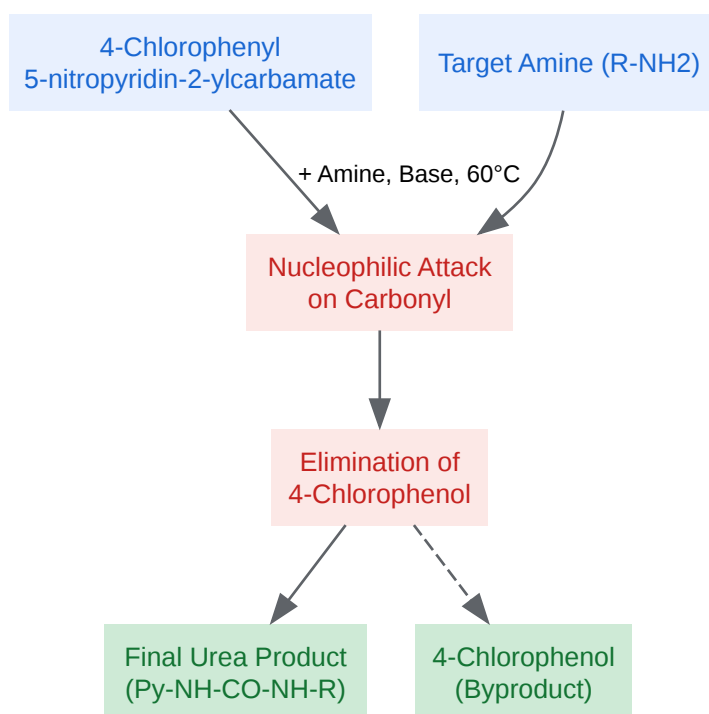 4-Chlorophenyl
5-nitropyridin-2-ylcarbamate
Target Amine (R-NH2)
+ Amine, Base, 60°C
Nucleophilic Attack
on Carbonyl
Elimination of
4-Chlorophenol
Final Urea Product
(Py-NH-CO-NH-R)
4-Chlorophenol
(Byproduct)